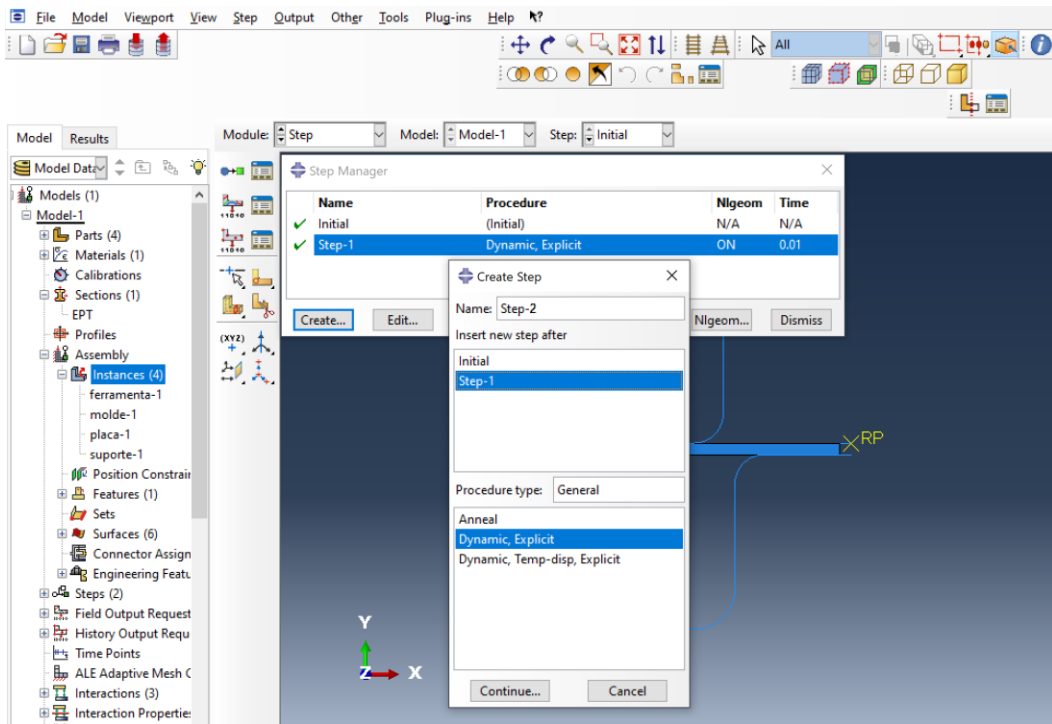 File Model Viewport View Step Output Other Tools Plug-ins Help
All
Model Results
Module: Step Model: Model-1 Step: Initial
Model Data
Models (1)
Model-1
Parts (4)
Materials (1)
Calibrations
Sections (1)
EPT
Profiles
Assembly
Instances (4)
ferramenta-1
molde-1
placa-1
suporte-1
Position Constrair
Features (1)
Sets
Surfaces (6)
Connector Assign
Engineering Featu
Steps (2)
Field Output Request
History Output Requ
Time Points
ALE Adaptive Mesh C
Interactions (3)
Interaction Properties
Step Manager
Name Procedure Nlgeom Time
Initial (Initial) N/A N/A
Step-1 Dynamic, Explicit ON 0.01
Create... Edit... Nlgeom... Dismiss
Create Step
Name: Step-2
Insert new step after
Initial
Step-1
Procedure type: General
Anneal
Dynamic, Explicit
Dynamic, Temp-disp, Explicit
Continue... Cancel
RP
Y
Z X
(XYZ)